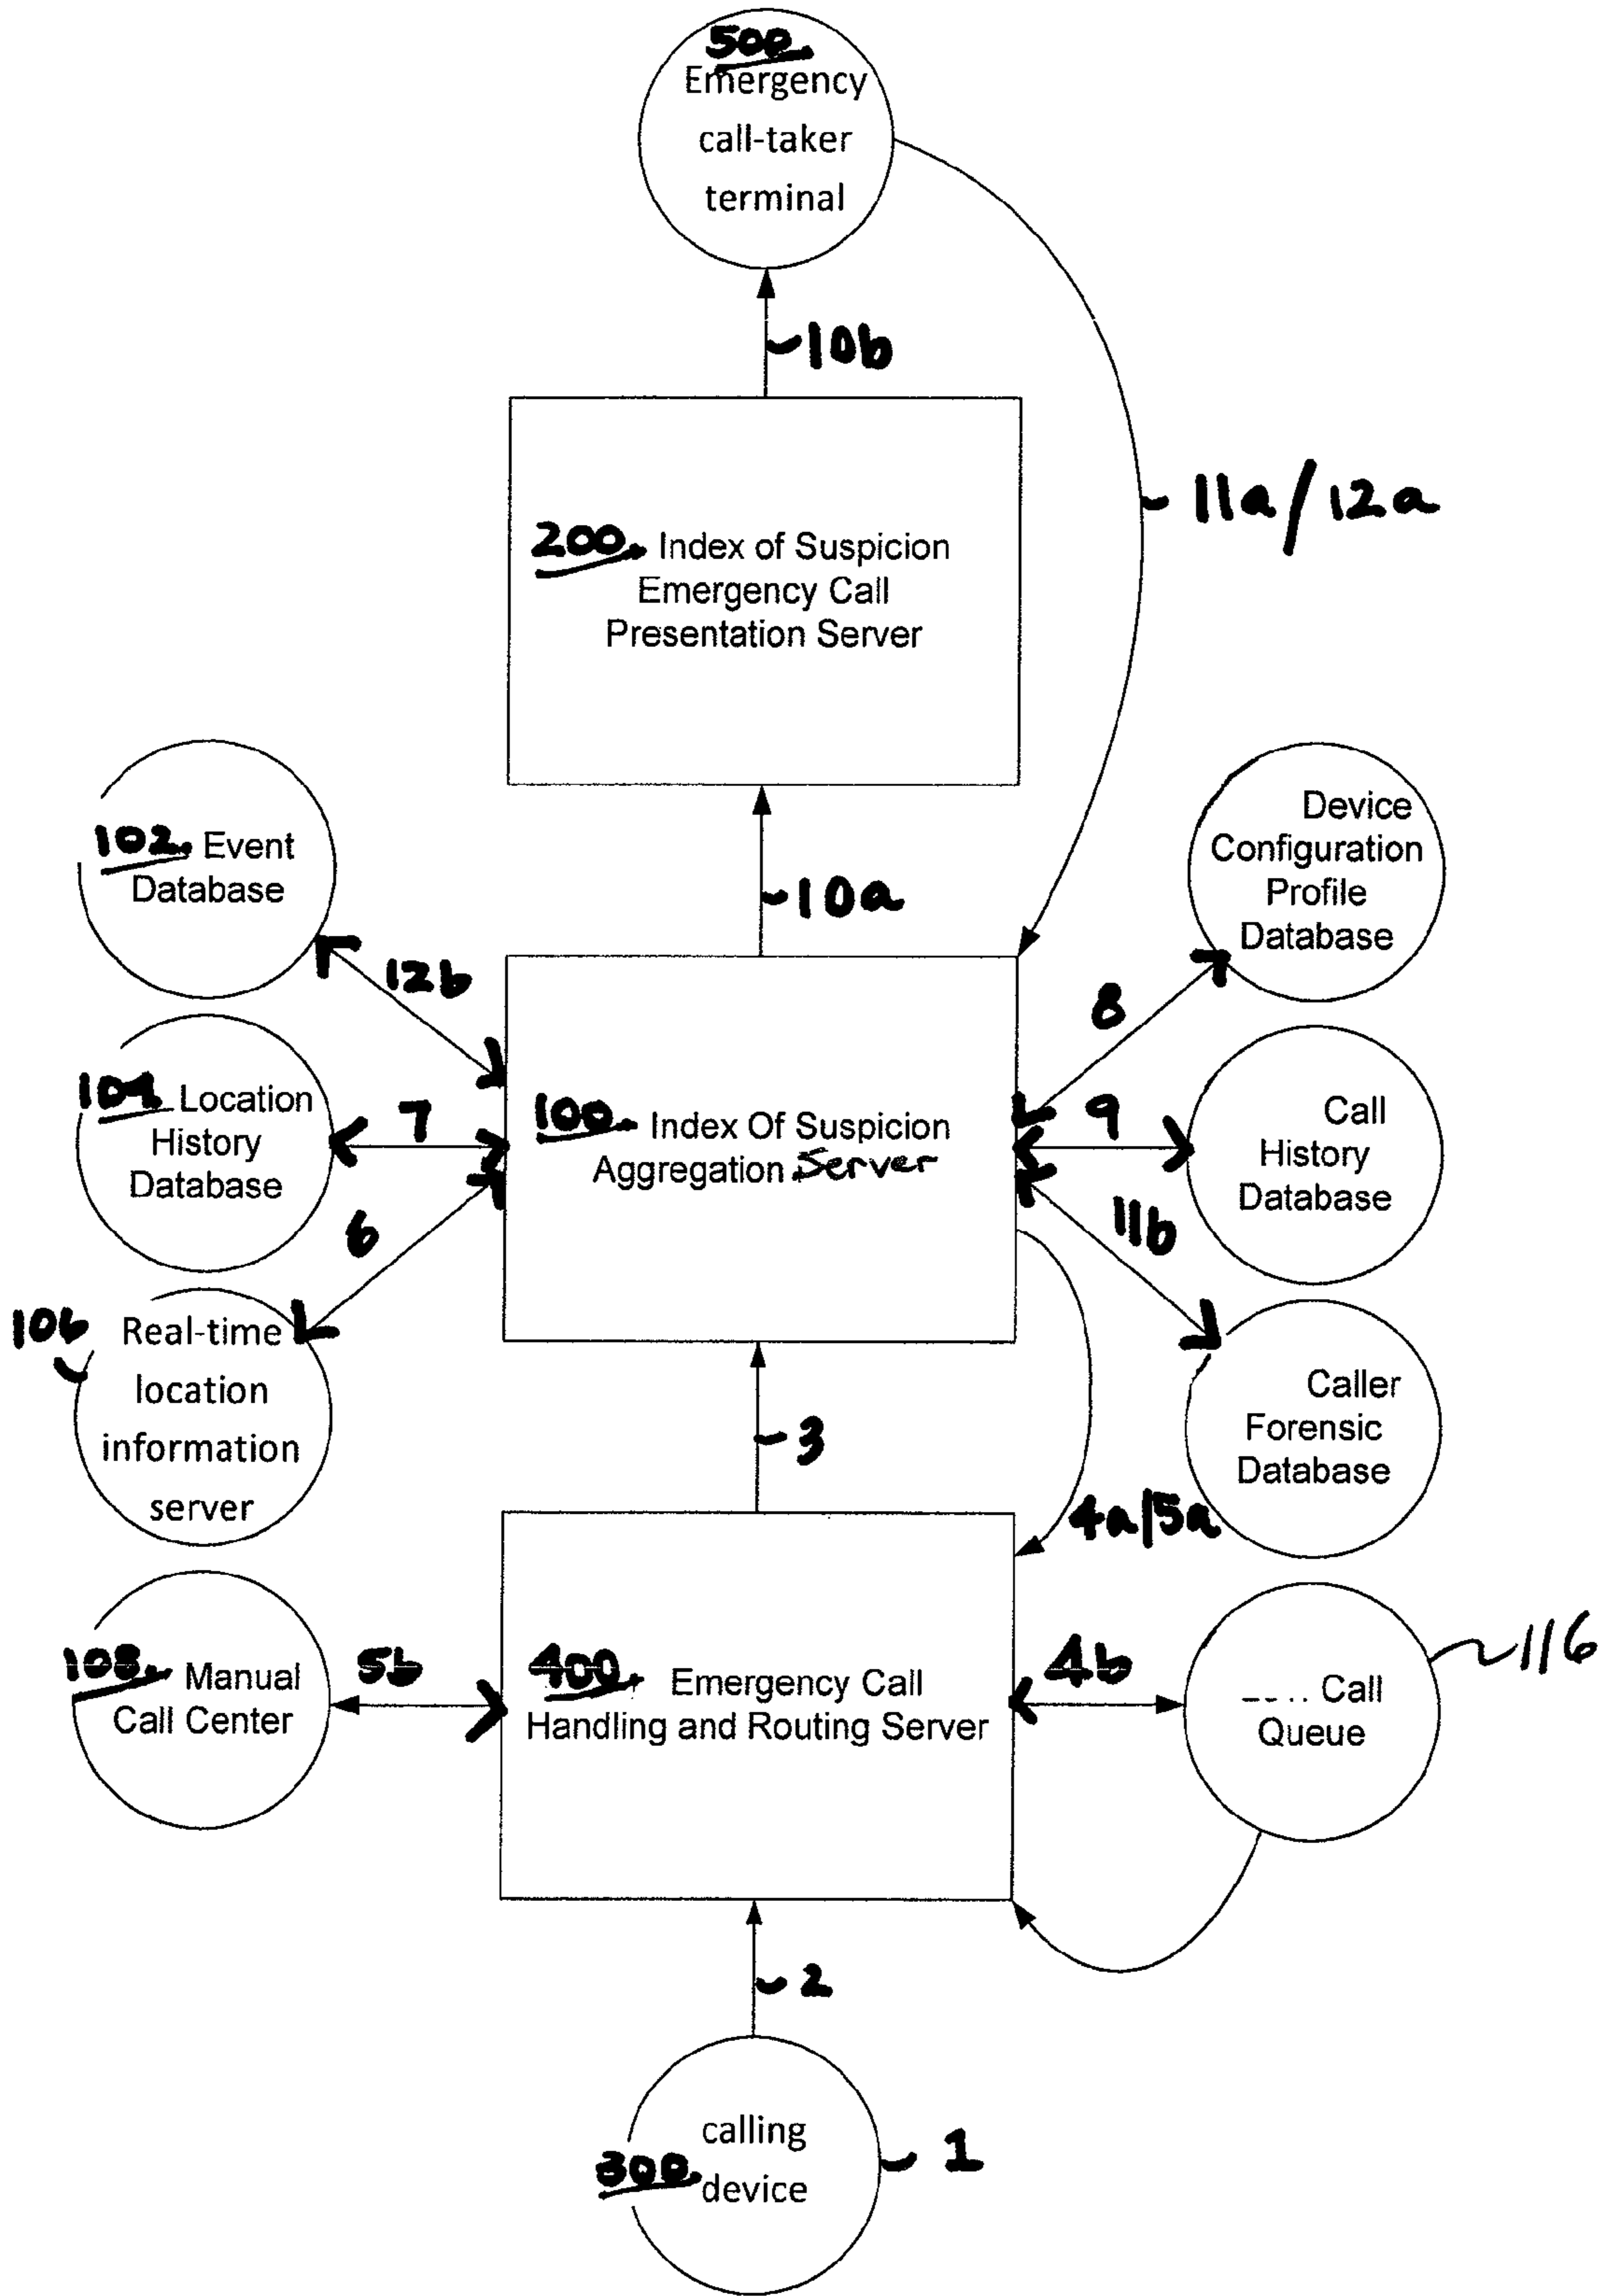 500.
Emergency
call-taker
terminal
10b
11a/12a
200. Index of Suspicion
Emergency Call
Presentation Server
102. Event
Database
Device
Configuration
Profile
Database
10a
12b
8
104. Location
History
Database
7
100. Index Of Suspicion
Aggregation Server
9
Call
History
Database
6
11b
106
Real-time
location
information
server
Caller
Forensic
Database
3
4a/5a
108. Manual
Call Center
5b
400. Emergency Call
Handling and Routing Server
4b
Call
Queue
116
2
calling
300. device
1